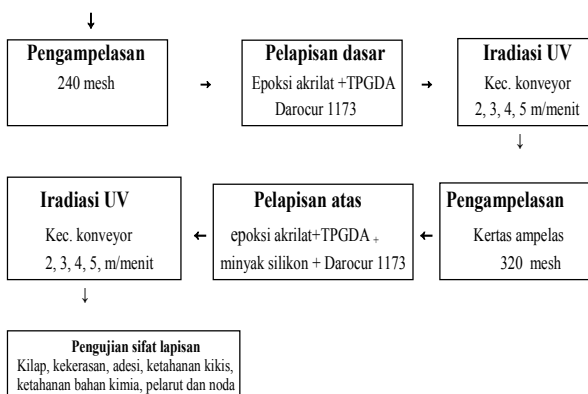 Pengampelasan
240 mesh
Pelapisan dasar
Epoksi akrilat +TPGDA
Darocur 1173
Iradiasi UV
Kec. konveyor
2, 3, 4, 5 m/menit
Pengampelasan
Kertas ampelas
320 mesh
Pelapisan atas
epoksi akrilat+TPGDA +
minyak silikon + Darocur 1173
Iradiasi UV
Kec. konveyor
2, 3, 4, 5, m/menit
Pengujian sifat lapisan
Kilap, kekerasan, adesi, ketahanan kikis,
ketahanan bahan kimia, pelarut dan noda